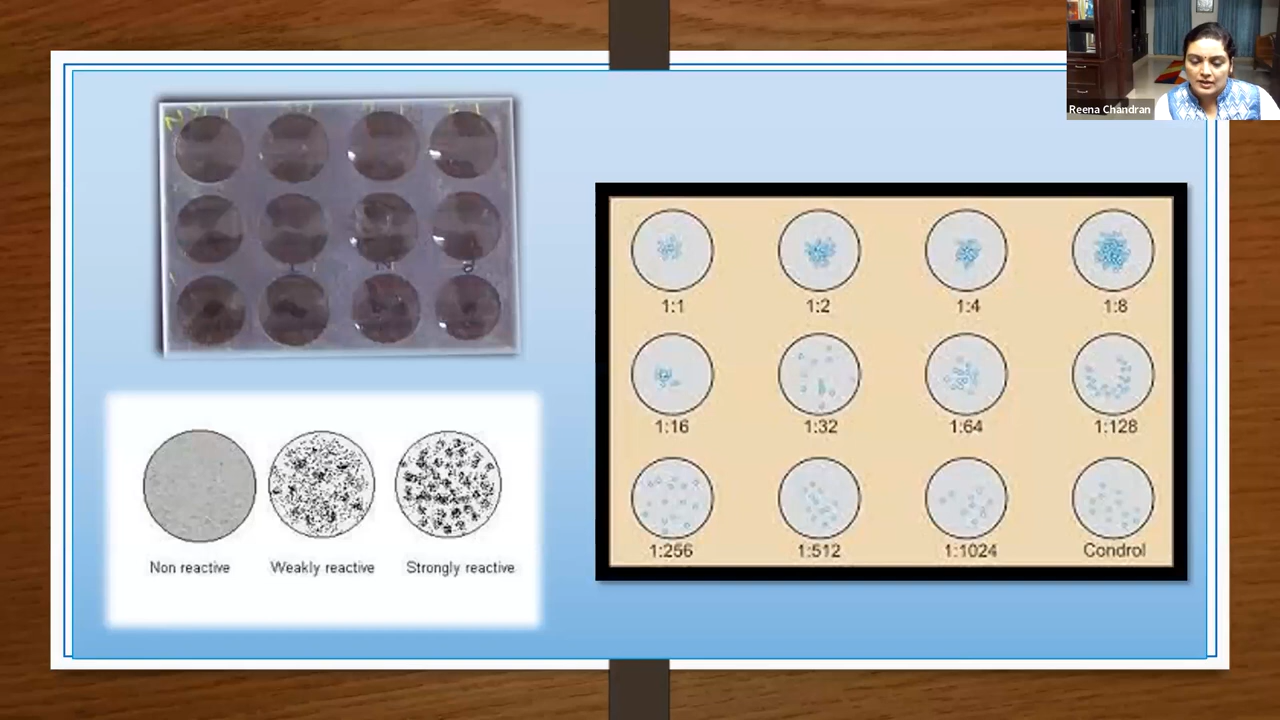 Reena Chandran
1:1 1:2 1:4 1:8
1:16 1:32 1:64 1:128
1:256 1:512 1:1024 Condrol
Non reactive Weakly reactive Strongly reactive